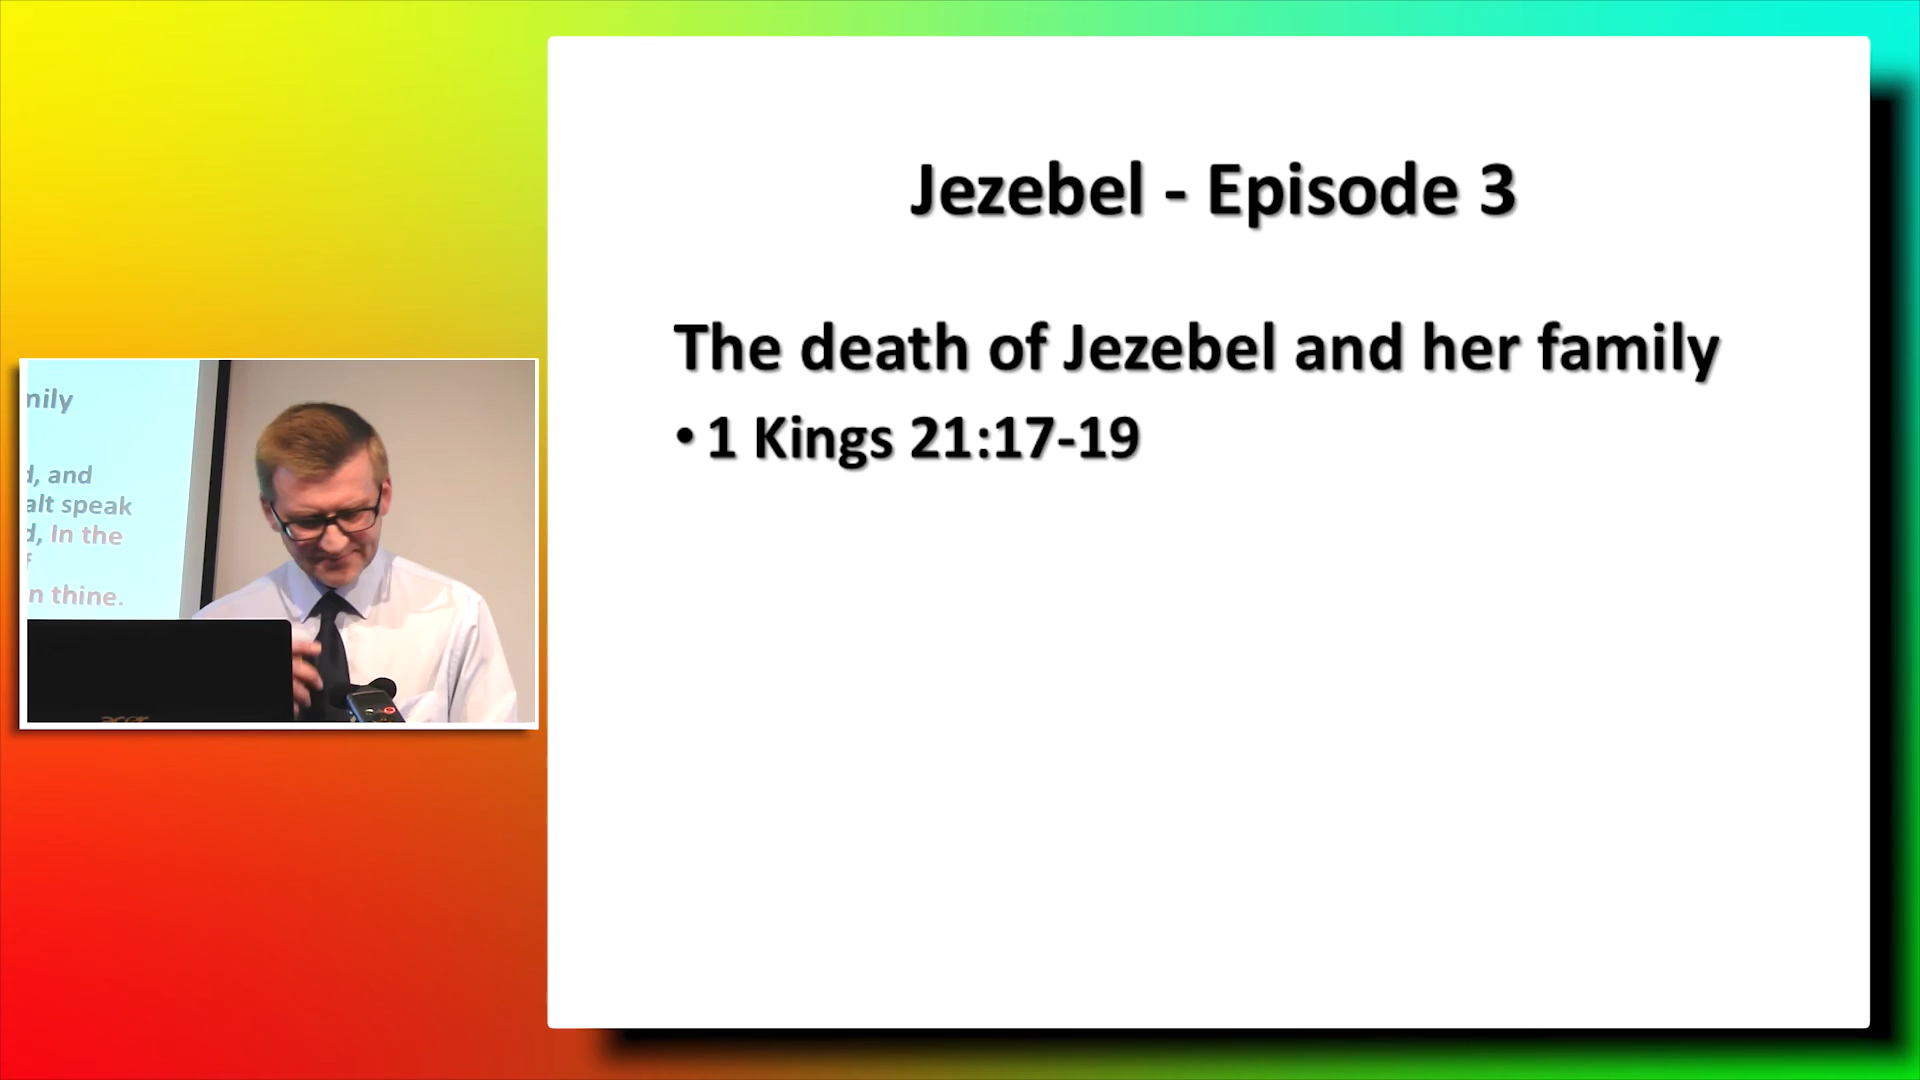 Jezebel - Episode 3
The death of Jezebel and her family
• 1 Kings 21:17-19
nily
d, and
alt speak
d, In the
f
n thine.
acer